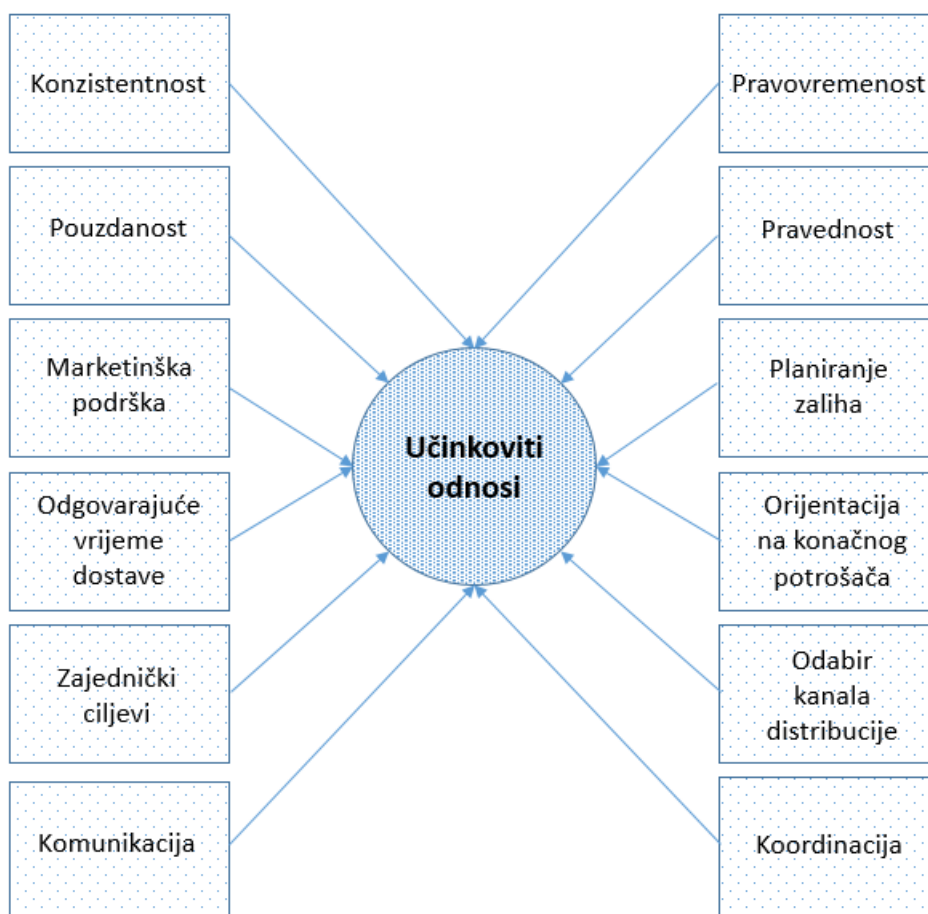 Konzistentnost
Pouzdanost
Marketinška
podrška
Odgovarajuće
vrijeme
dostave
Zajednički
ciljevi
Komunikacija
Učinkoviti
odnosi
Pravovremenost
Pravednost
Planiranje
zaliha
Orijentacija
na konačnog
potrošača
Odabir
kanala
distribucije
Koordinacija